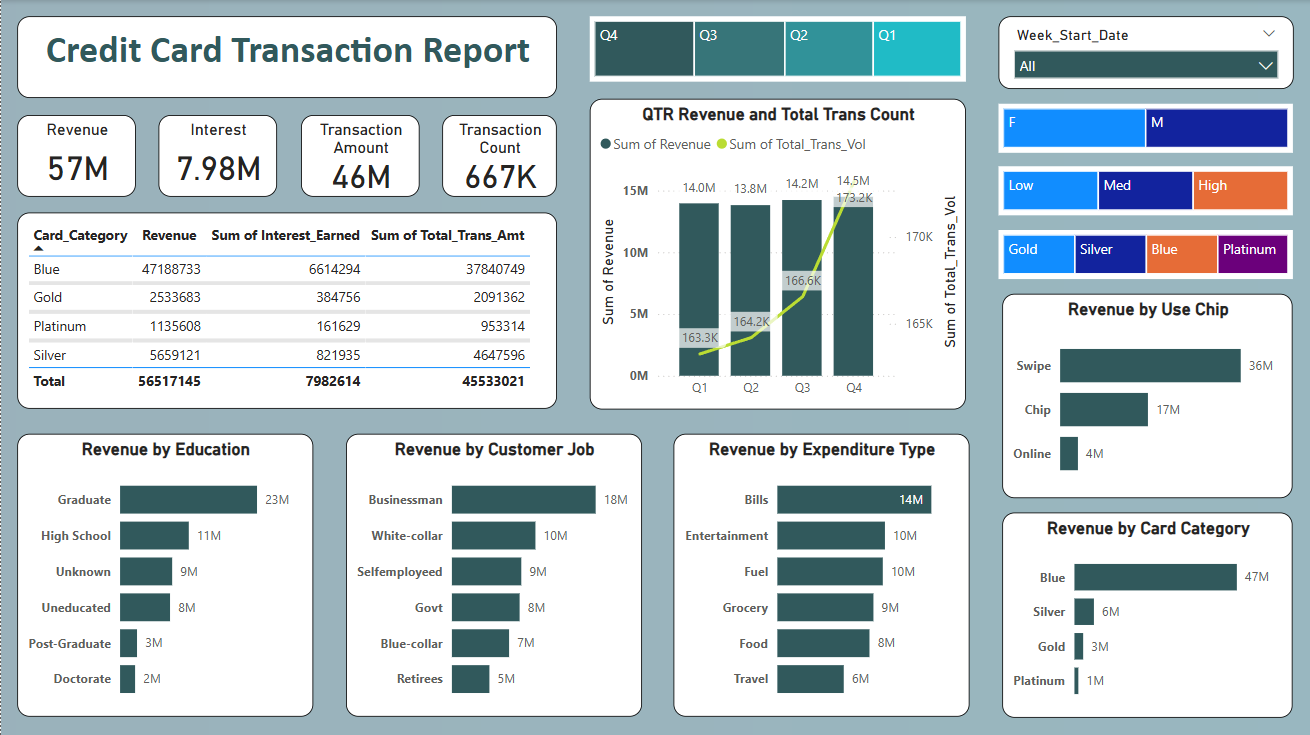 Credit Card Transaction Report
Q4 Q3 Q2 Q1
Week_Start_Date
All
Revenue
57M
Interest
7.98M
Transaction
Amount
46M
Transaction
Count
667K
F M
Low Med High
Gold Silver Blue Platinum
Card_Category Revenue Sum of Interest_Earned Sum of Total_Trans_Amt
Blue 47188733 6614294 37840749
Gold 2533683 384756 2091362
Platinum 1135608 161629 953314
Silver 5659121 821935 4647596
Total 56517145 7982614 45533021
QTR Revenue and Total Trans Count
Sum of Revenue Sum of Total_Trans_Vol
Sum of Revenue
15M
10M
5M
0M
14.0M 13.8M 14.2M 14.5M
163.3K 164.2K 166.6K 173.2K
Q1 Q2 Q3 Q4
170K
165K
Sum of Total_Trans_Vol
Revenue by Use Chip
Swipe 36M
Chip 17M
Online 4M
Revenue by Education
Graduate 23M
High School 11M
Unknown 9M
Uneducated 8M
Post-Graduate 3M
Doctorate 2M
Revenue by Customer Job
Businessman 18M
White-collar 10M
Selfemployeed 9M
Govt 8M
Blue-collar 7M
Retirees 5M
Revenue by Expenditure Type
Bills 14M
Entertainment 10M
Fuel 10M
Grocery 9M
Food 8M
Travel 6M
Revenue by Card Category
Blue 47M
Silver 6M
Gold 3M
Platinum 1M